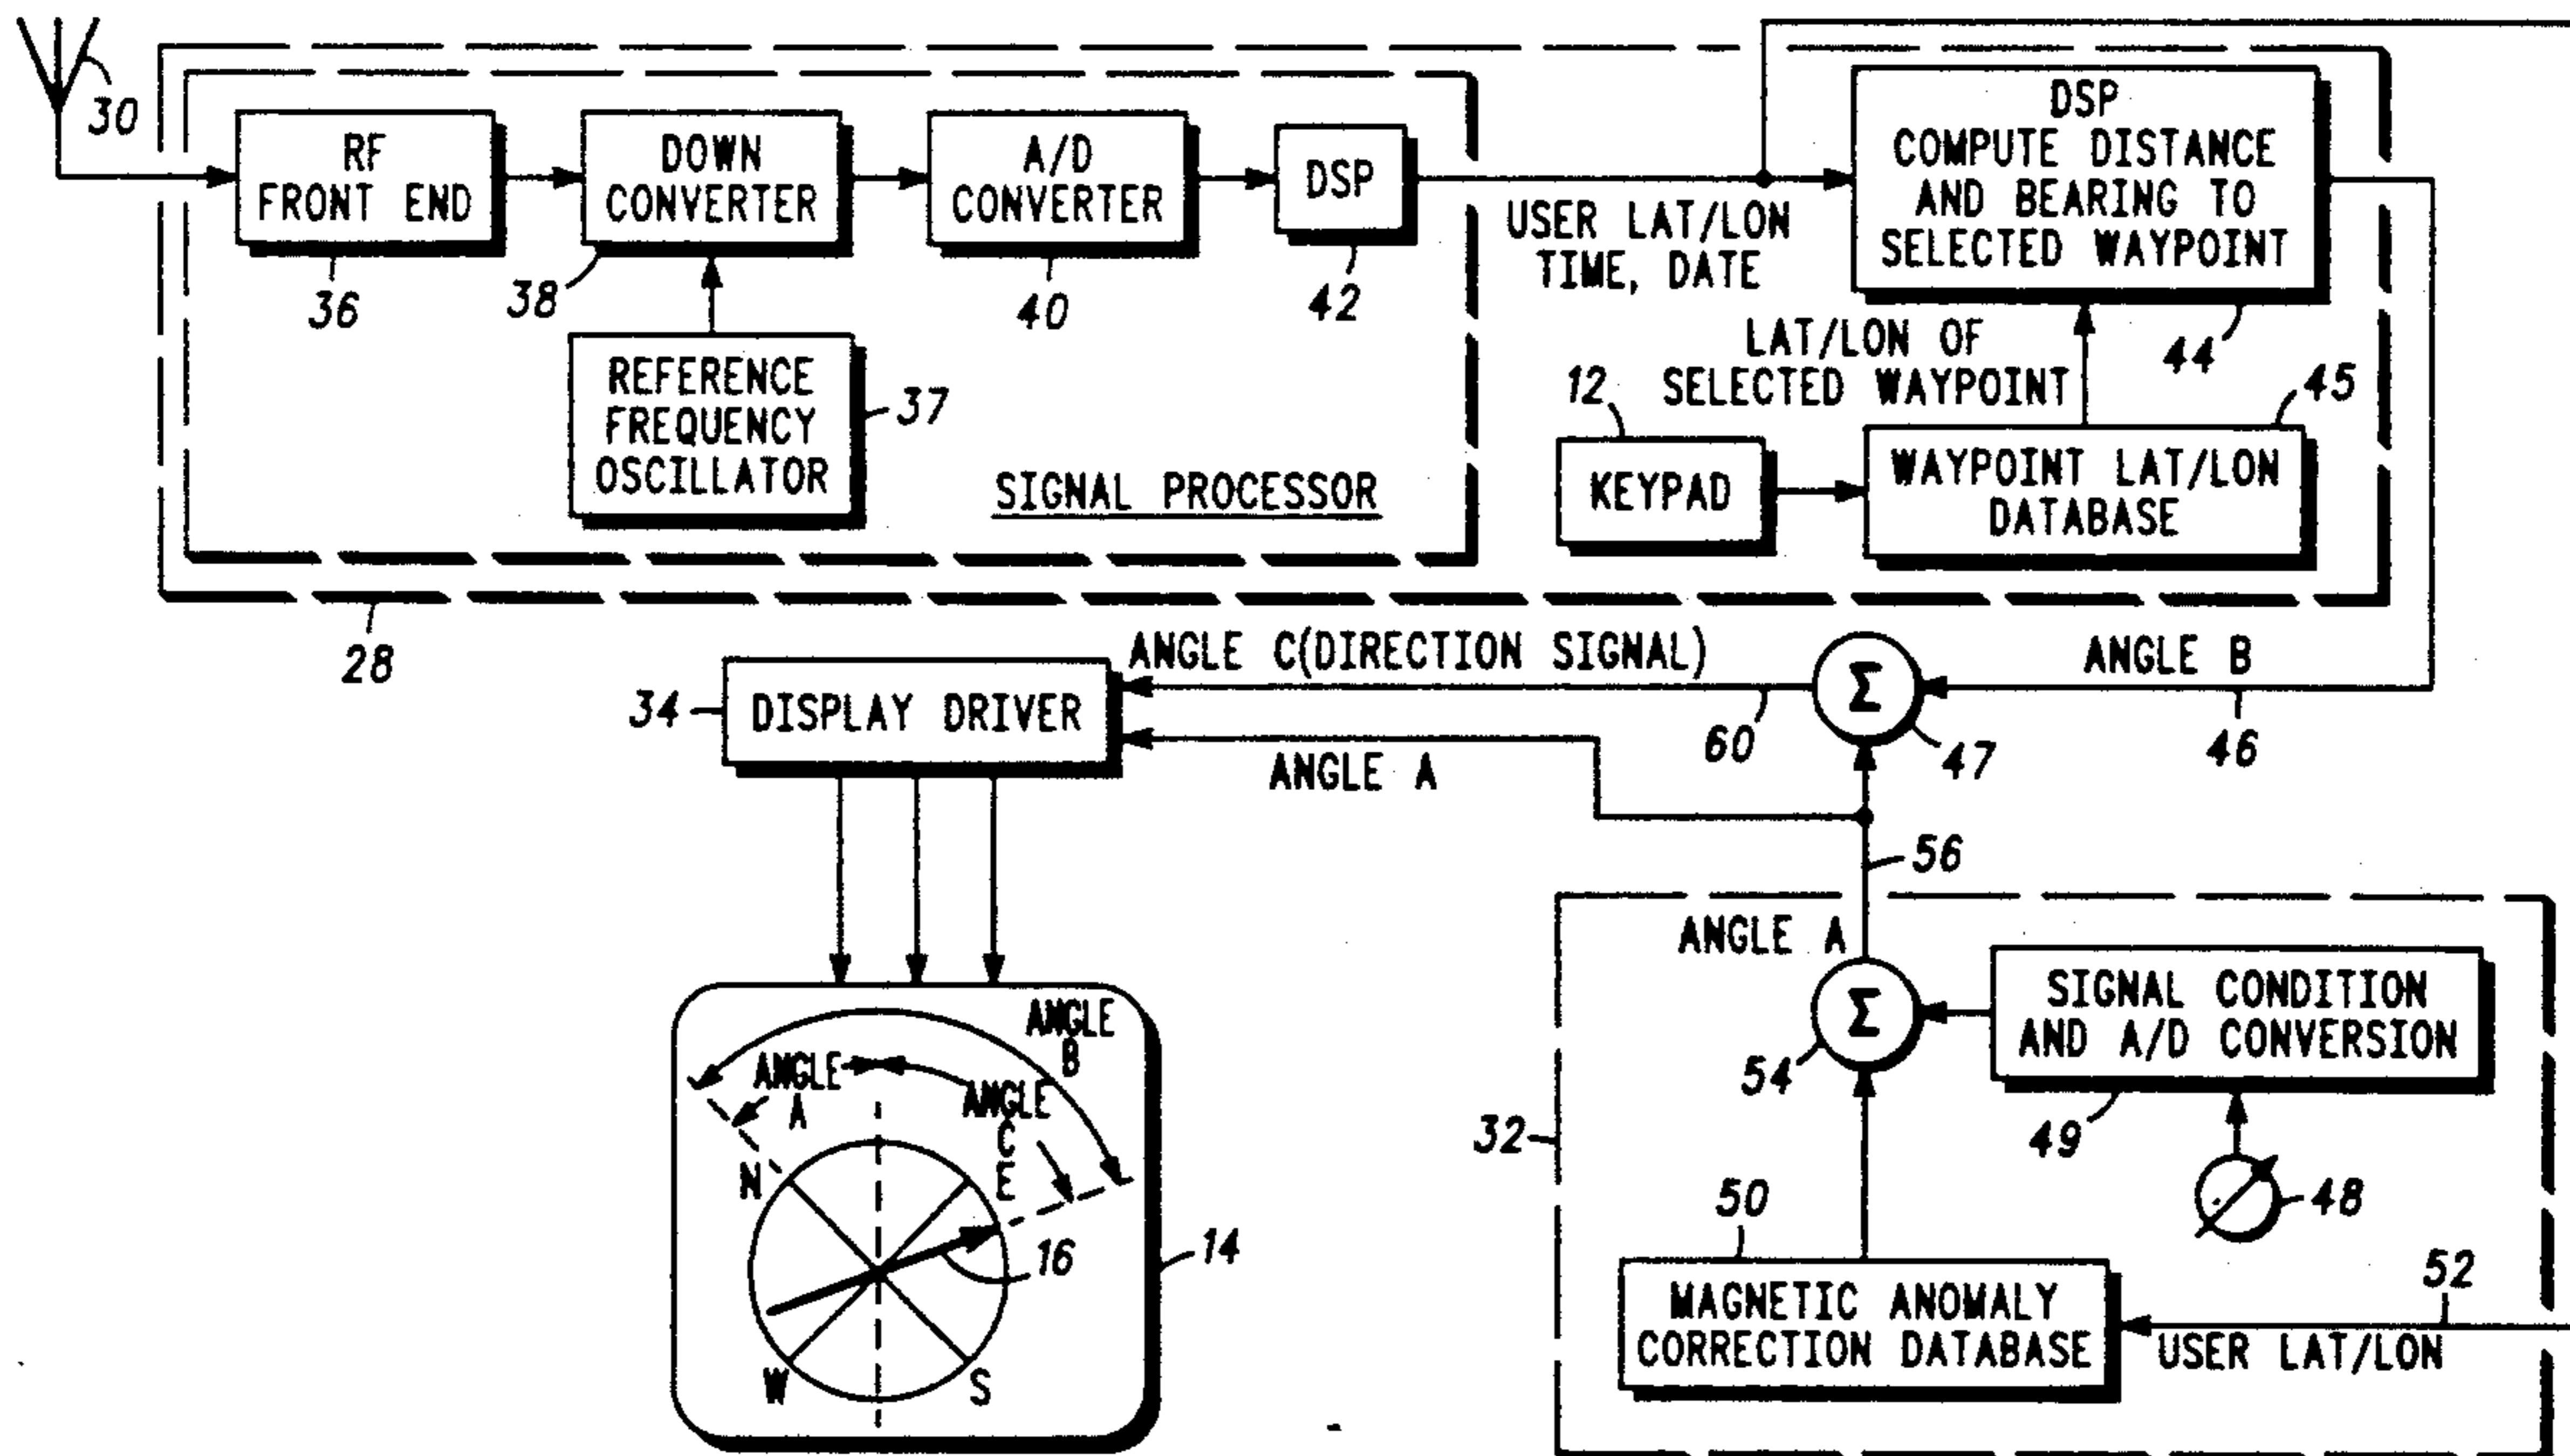 30
RF
FRONT END
36
DOWN
CONVERTER
38
A/D
CONVERTER
40
DSP
42
REFERENCE
FREQUENCY
OSCILLATOR
37
SIGNAL PROCESSOR
28
USER LAT/LON
TIME, DATE
DSP
COMPUTE DISTANCE
AND BEARING TO
SELECTED WAYPOINT
44
LAT/LON OF
SELECTED WAYPOINT
12
KEYPAD
45
WAYPOINT LAT/LON
DATABASE
34
DISPLAY DRIVER
ANGLE C(DIRECTION SIGNAL)
60
ANGLE A
Σ
47
ANGLE B
46
56
ANGLE A
Σ
54
SIGNAL CONDITION
AND A/D CONVERSION
49
48
32
50
MAGNETIC ANOMALY
CORRECTION DATABASE
52
USER LAT/LON
ANGLE
B
ANGLE
A
ANGLE
C
N
E
W
S
16
14